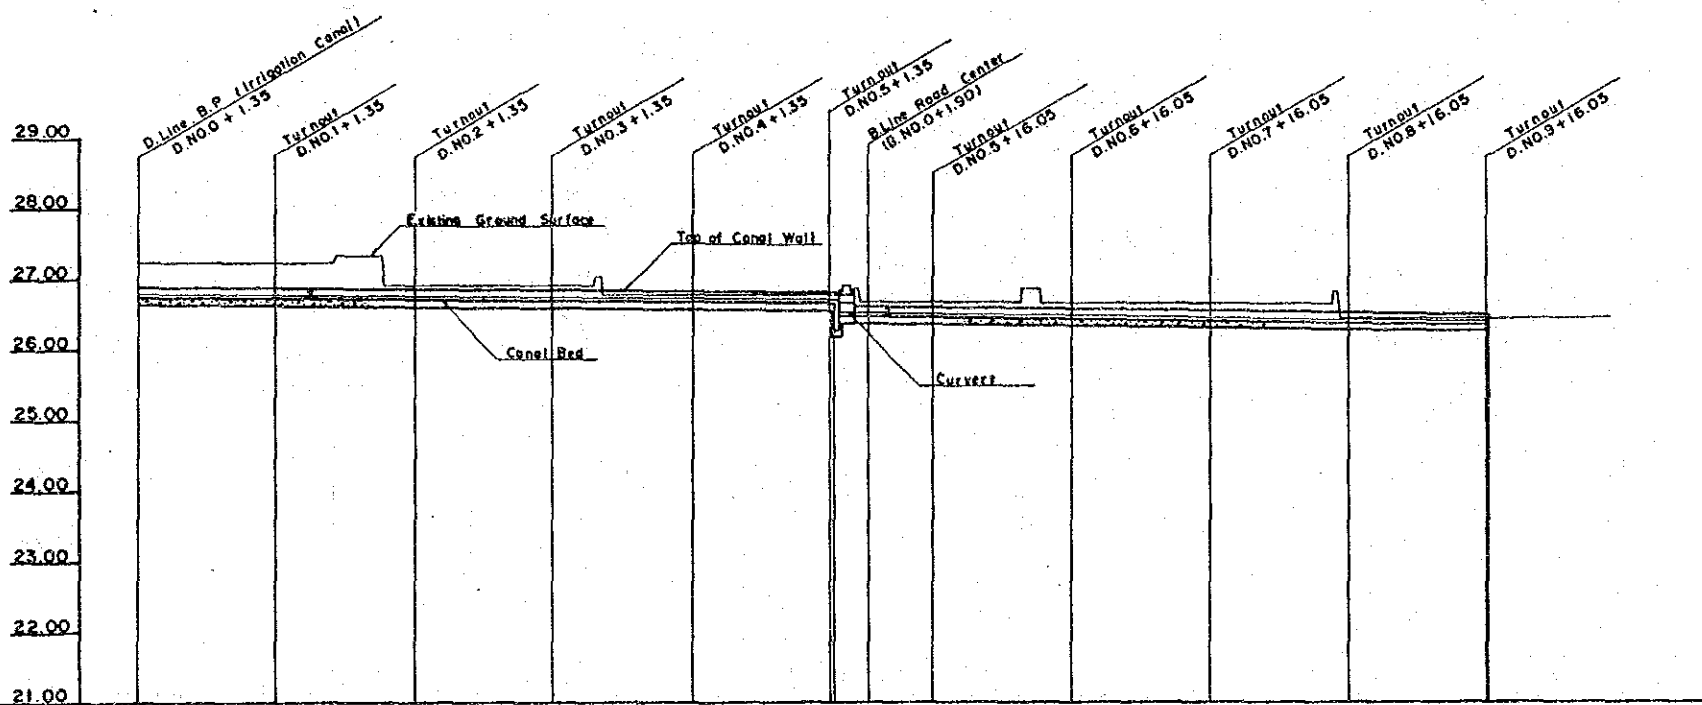 D.Line B.P (Irrigation Canal)
D.NO.0 + 1.35
Turnout
D.NO.1 + 1.35
Turnout
D.NO.2 + 1.35
Turnout
D.NO.3 + 1.35
Turnout
D.NO.4 + 1.35
Turnout
D.NO.5 + 1.35
B.Line Road Center
(B.NO.0+1.90)
Turnout
D.NO.5 + 16.05
Turnout
D.NO.6 + 16.05
Turnout
D.NO.7 + 16.05
Turnout
D.NO.8 + 16.05
Turnout
D.NO.9 + 16.05
29.00
28.00
27.00
26.00
25.00
24.00
23.00
22.00
21.00
Existing Ground Surface
Top of Canal Wall
Canal Bed
Curvert